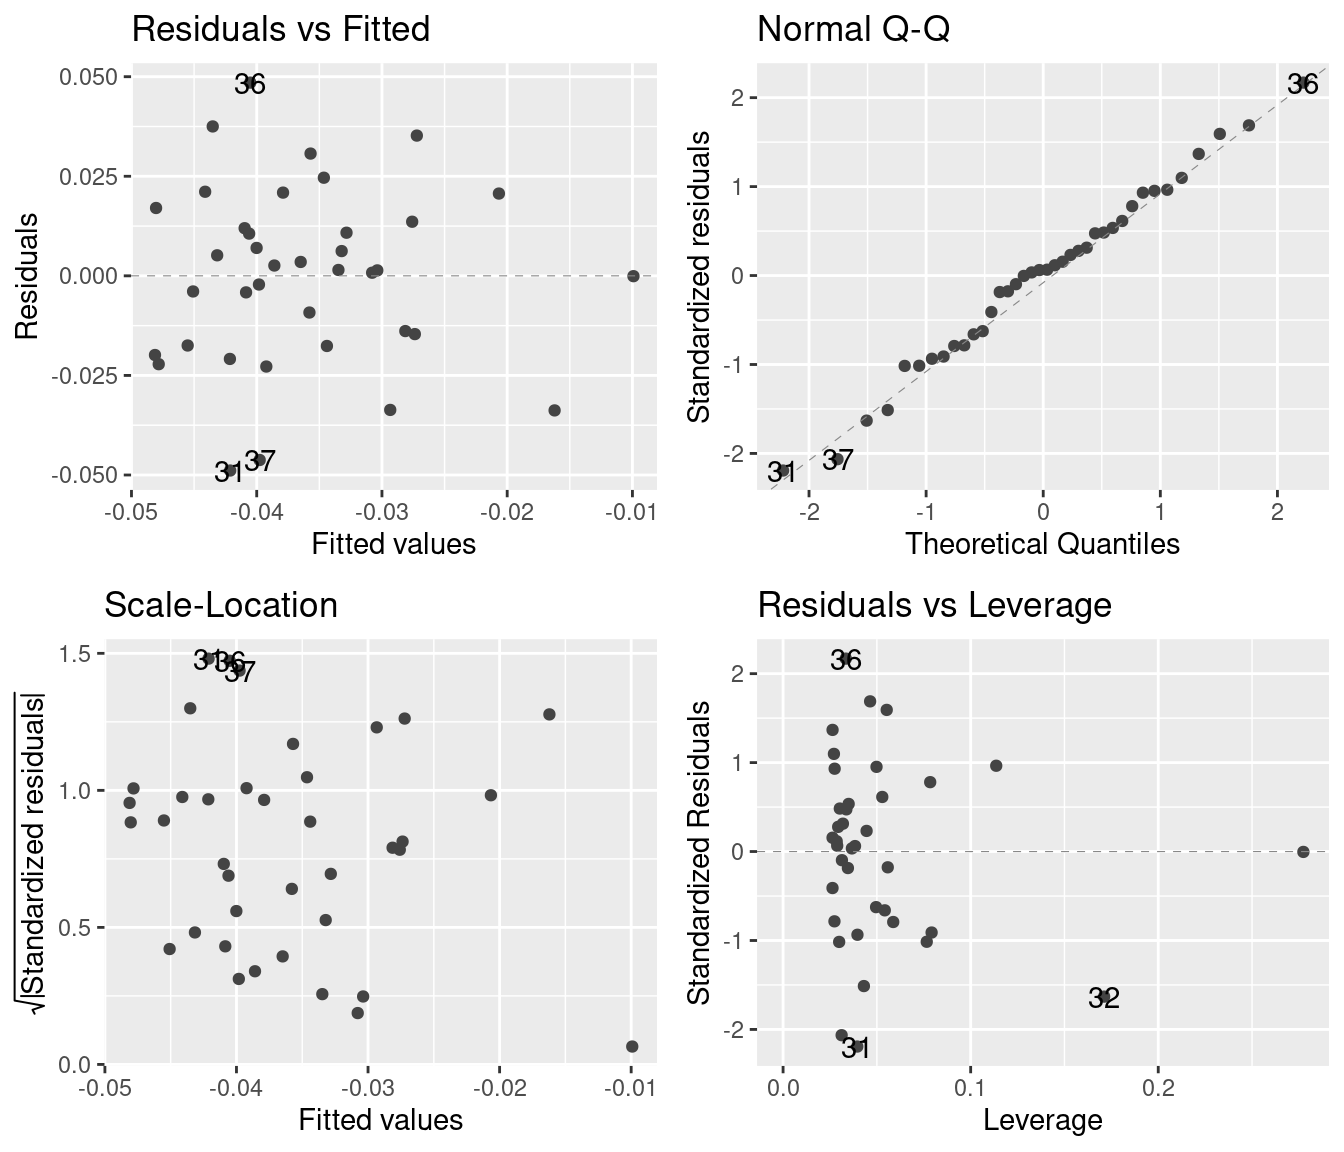 Residuals vs Fitted
0.050
0.025
0.000
-0.025
-0.050
-0.05 -0.04 -0.03 -0.02 -0.01
Residuals
Fitted values
36
31
37
Normal Q-Q
2
1
0
-1
-2
-2 -1 0 1 2
Standardized residuals
Theoretical Quantiles
36
31
37
Scale-Location
1.5
1.0
0.5
0.0
-0.05 -0.04 -0.03 -0.02 -0.01
√|Standardized residuals|
Fitted values
31
36
37
Residuals vs Leverage
2
1
0
-1
-2
0.0 0.1 0.2
Standardized Residuals
Leverage
36
32
31